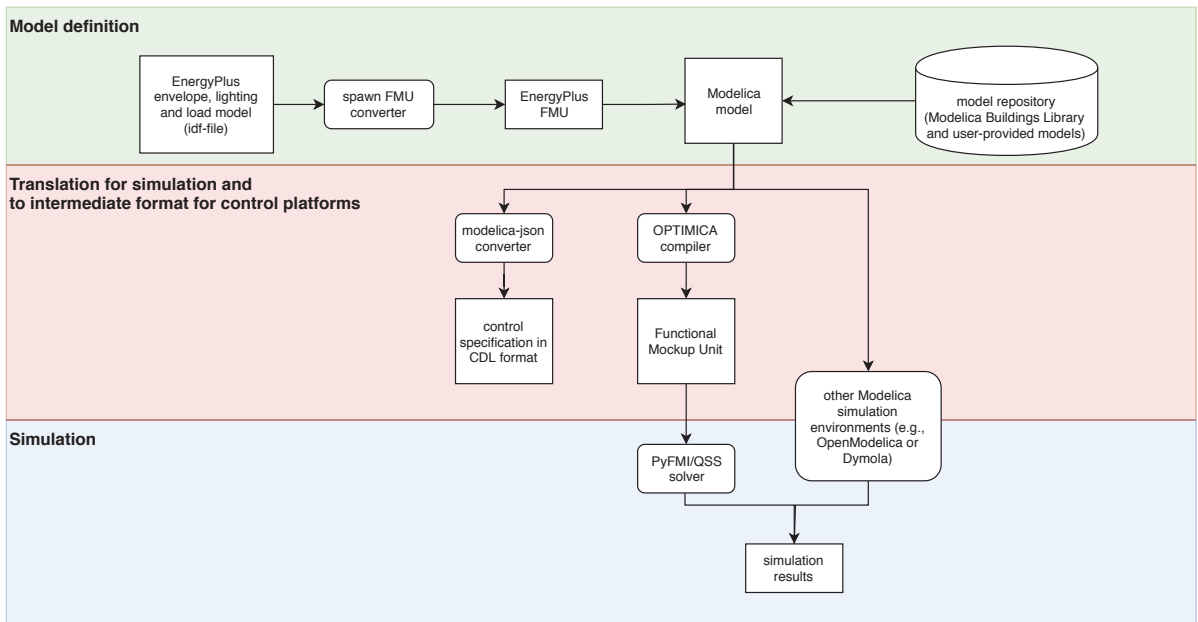 Model definition
EnergyPlus
envelope, lighting
and load model
(idf-file)
spawn FMU
converter
EnergyPlus
FMU
Modelica
model
model repository
(Modelica Buildings Library
and user-provided models)
Translation for simulation and
to intermediate format for control platforms
modelica-json
converter
OPTIMICA
compiler
control
specification in
CDL format
Functional
Mockup Unit
other Modelica
simulation
environments (e.g.,
OpenModelica or
Dymola)
Simulation
PyFMI/QSS
solver
simulation
results